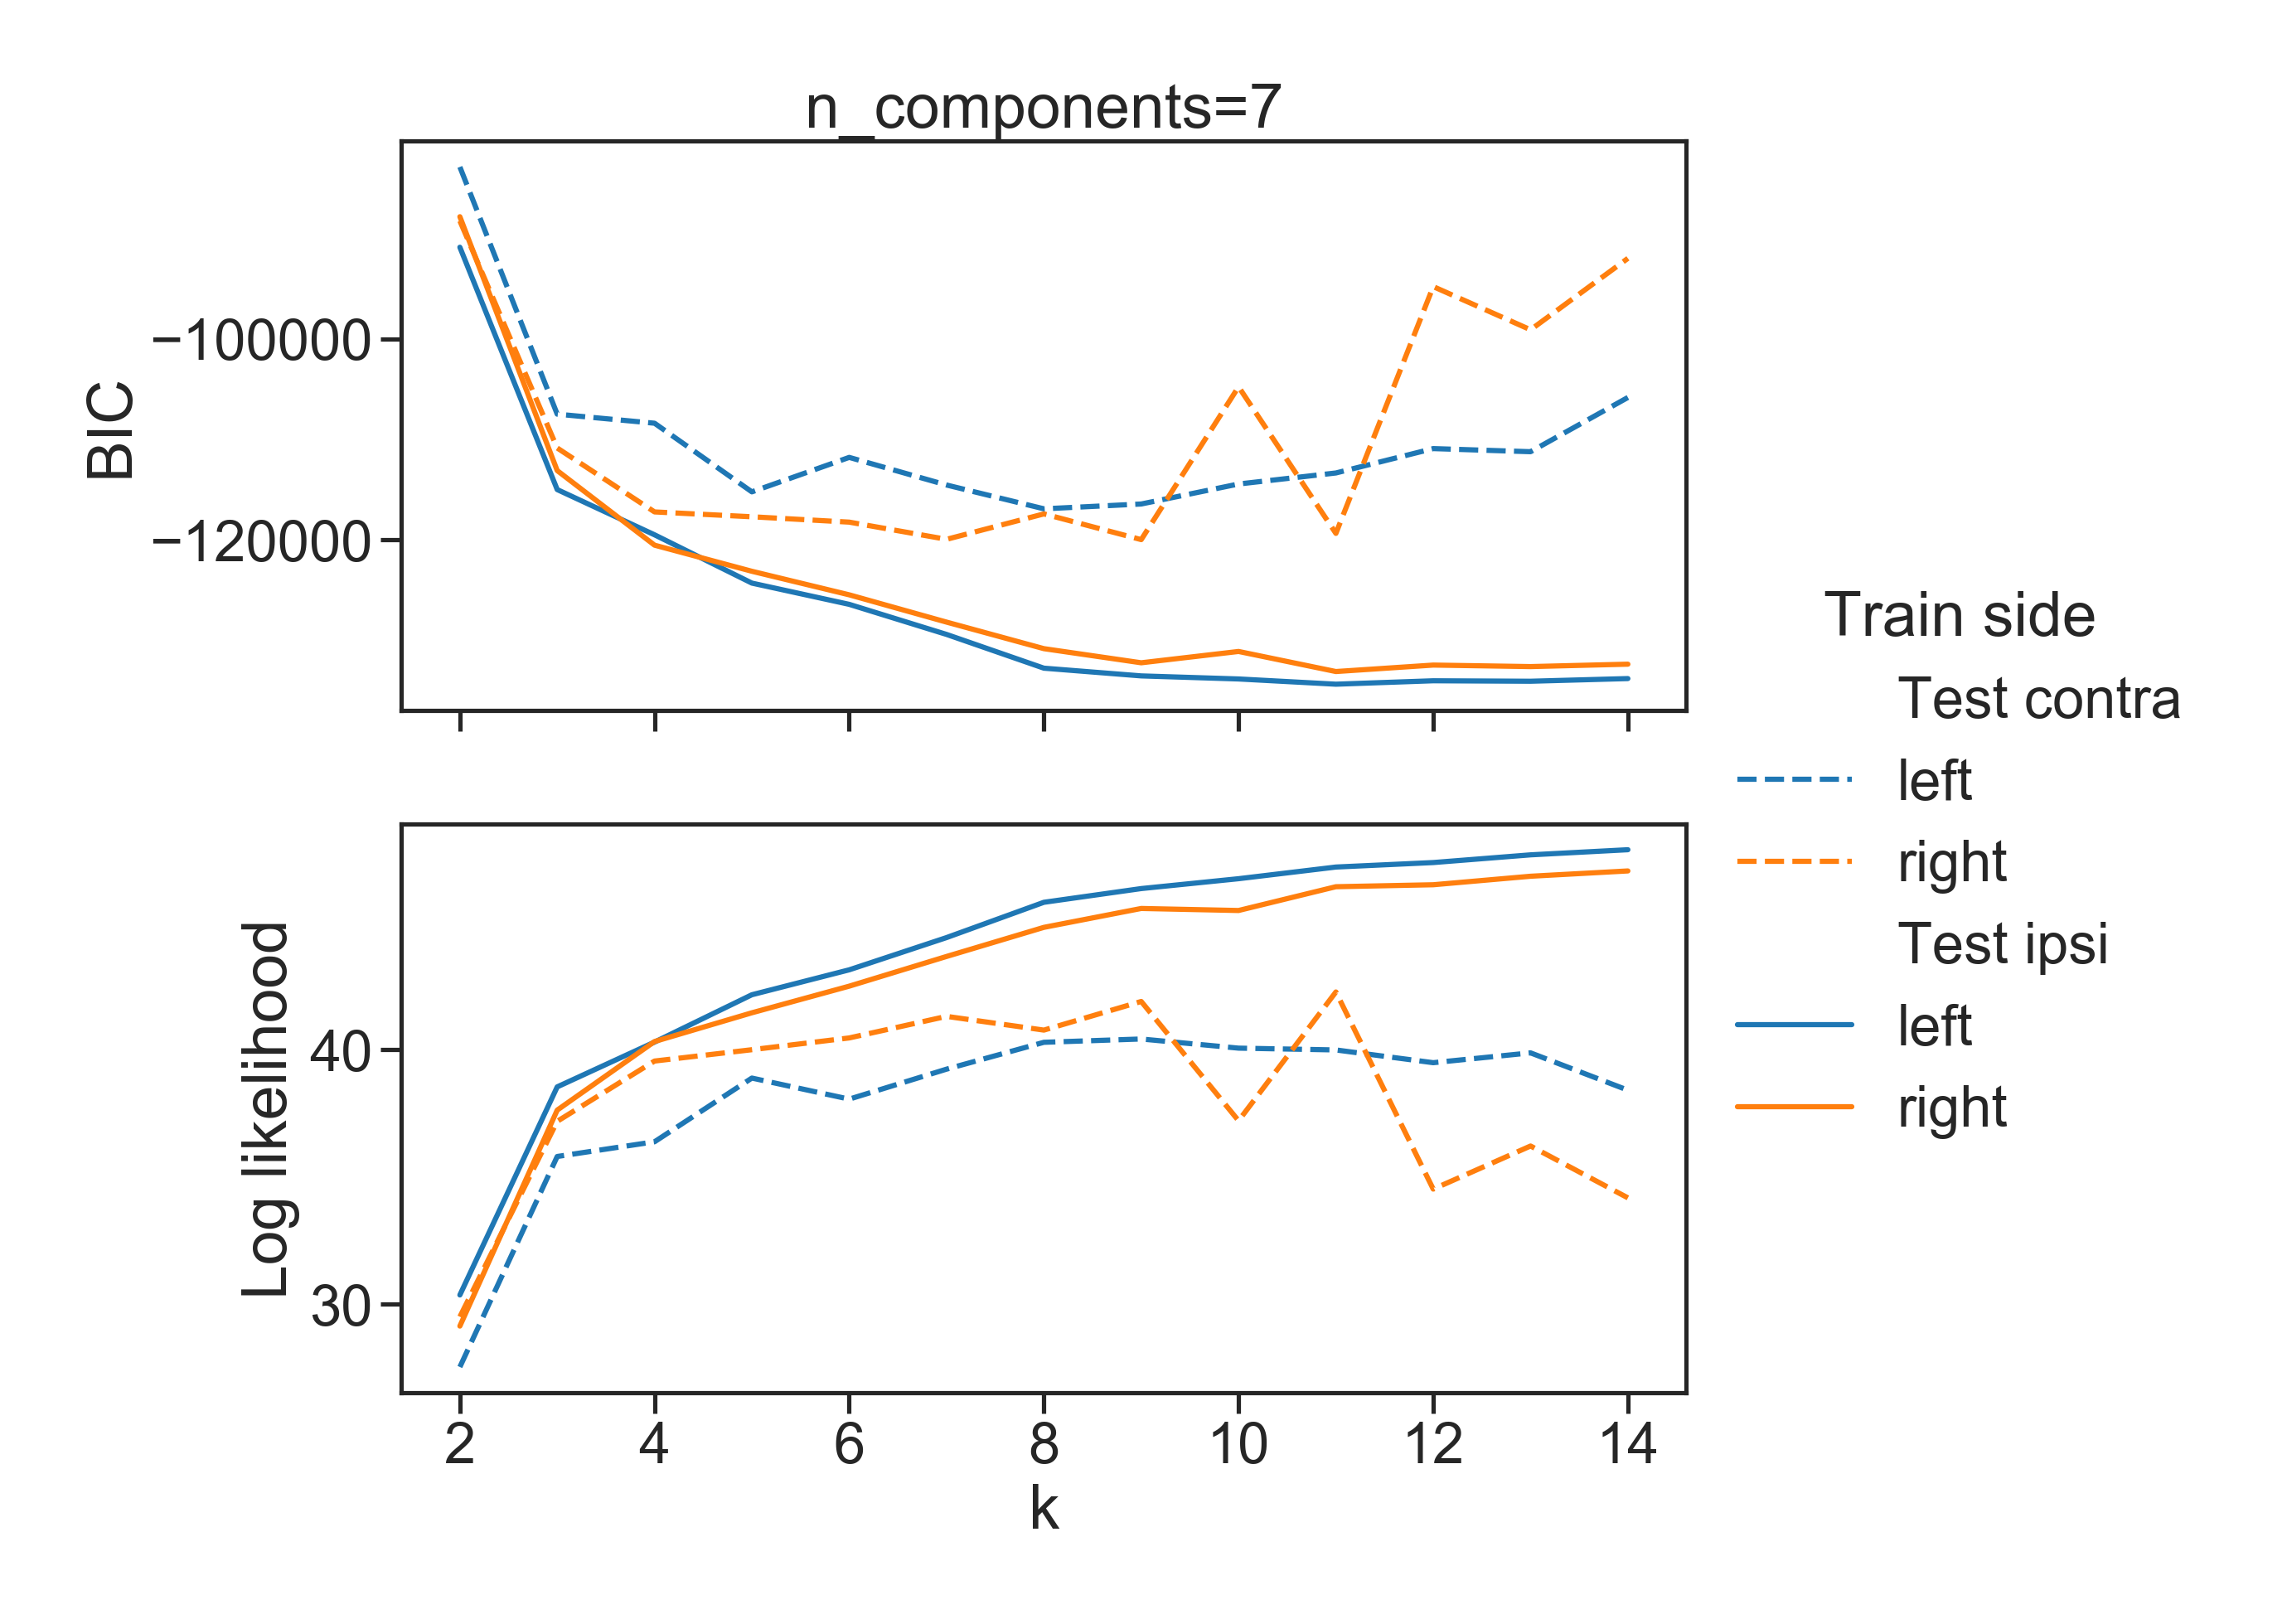 n_components=7
BIC
−100000
−120000
Log likelihood
40
30
2 4 6 8 10 12 14
k
Train side
Test contra
left
right
Test ipsi
left
right